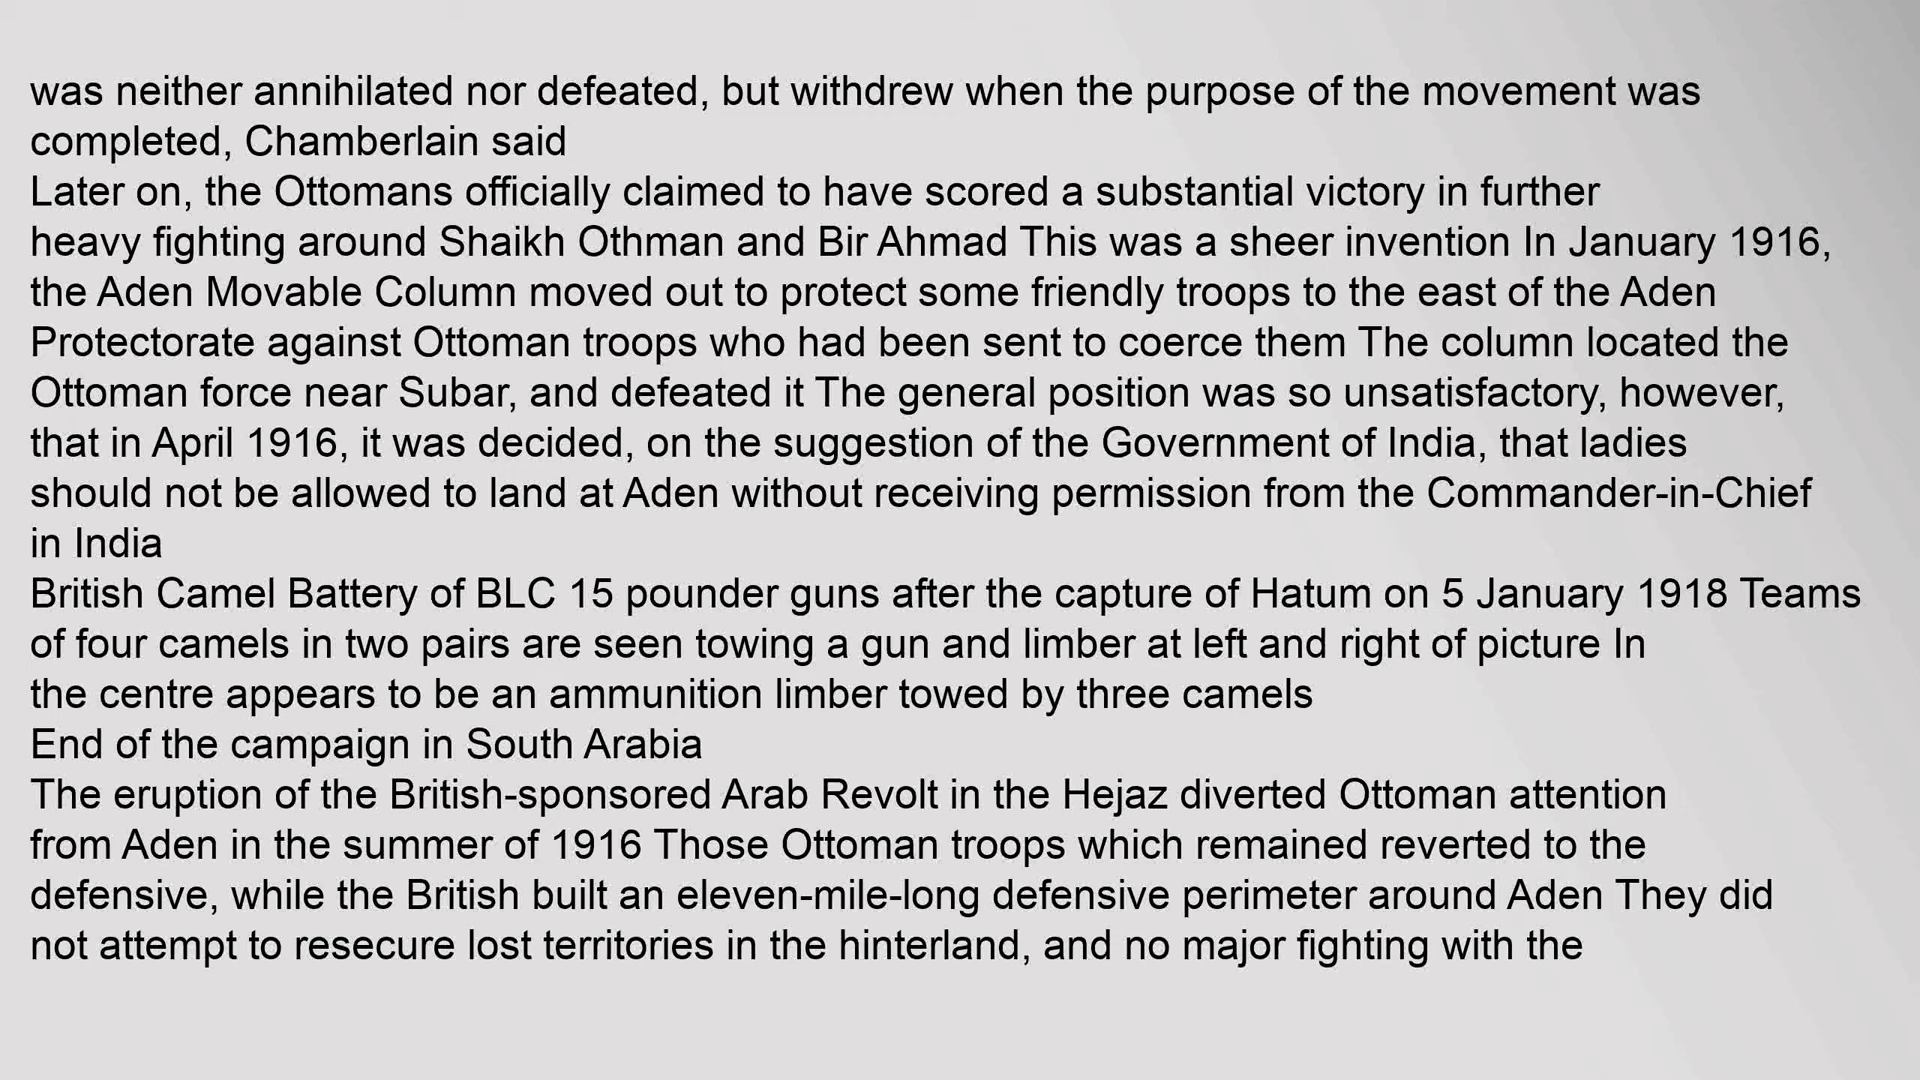 was neither annihilated nor defeated, but withdrew when the purpose of the movement was
completed, Chamberlain said
Later on, the Ottomans officially claimed to have scored a substantial victory in further
heavy fighting around Shaikh Othman and Bir Ahmad This was a sheer invention In January 1916,
the Aden Movable Column moved out to protect some friendly troops to the east of the Aden
Protectorate against Ottoman troops who had been sent to coerce them The column located the
Ottoman force near Subar, and defeated it The general position was so unsatisfactory, however,
that in April 1916, it was decided, on the suggestion of the Government of India, that ladies
should not be allowed to land at Aden without receiving permission from the Commander-in-Chief
in India
British Camel Battery of BLC 15 pounder guns after the capture of Hatum on 5 January 1918 Teams
of four camels in two pairs are seen towing a gun and limber at left and right of picture In
the centre appears to be an ammunition limber towed by three camels
End of the campaign in South Arabia
The eruption of the British-sponsored Arab Revolt in the Hejaz diverted Ottoman attention
from Aden in the summer of 1916 Those Ottoman troops which remained reverted to the
defensive, while the British built an eleven-mile-long defensive perimeter around Aden They did
not attempt to resecure lost territories in the hinterland, and no major fighting with the